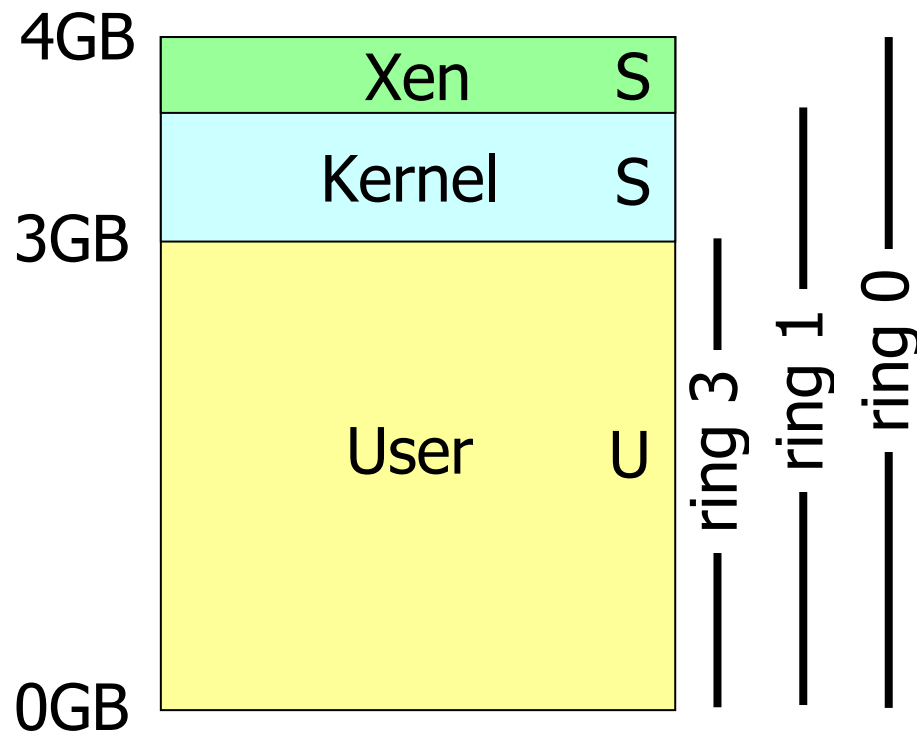 4GB
Xen S
Kernel S
3GB
User U
0GB
ring 3
ring 1
ring 0